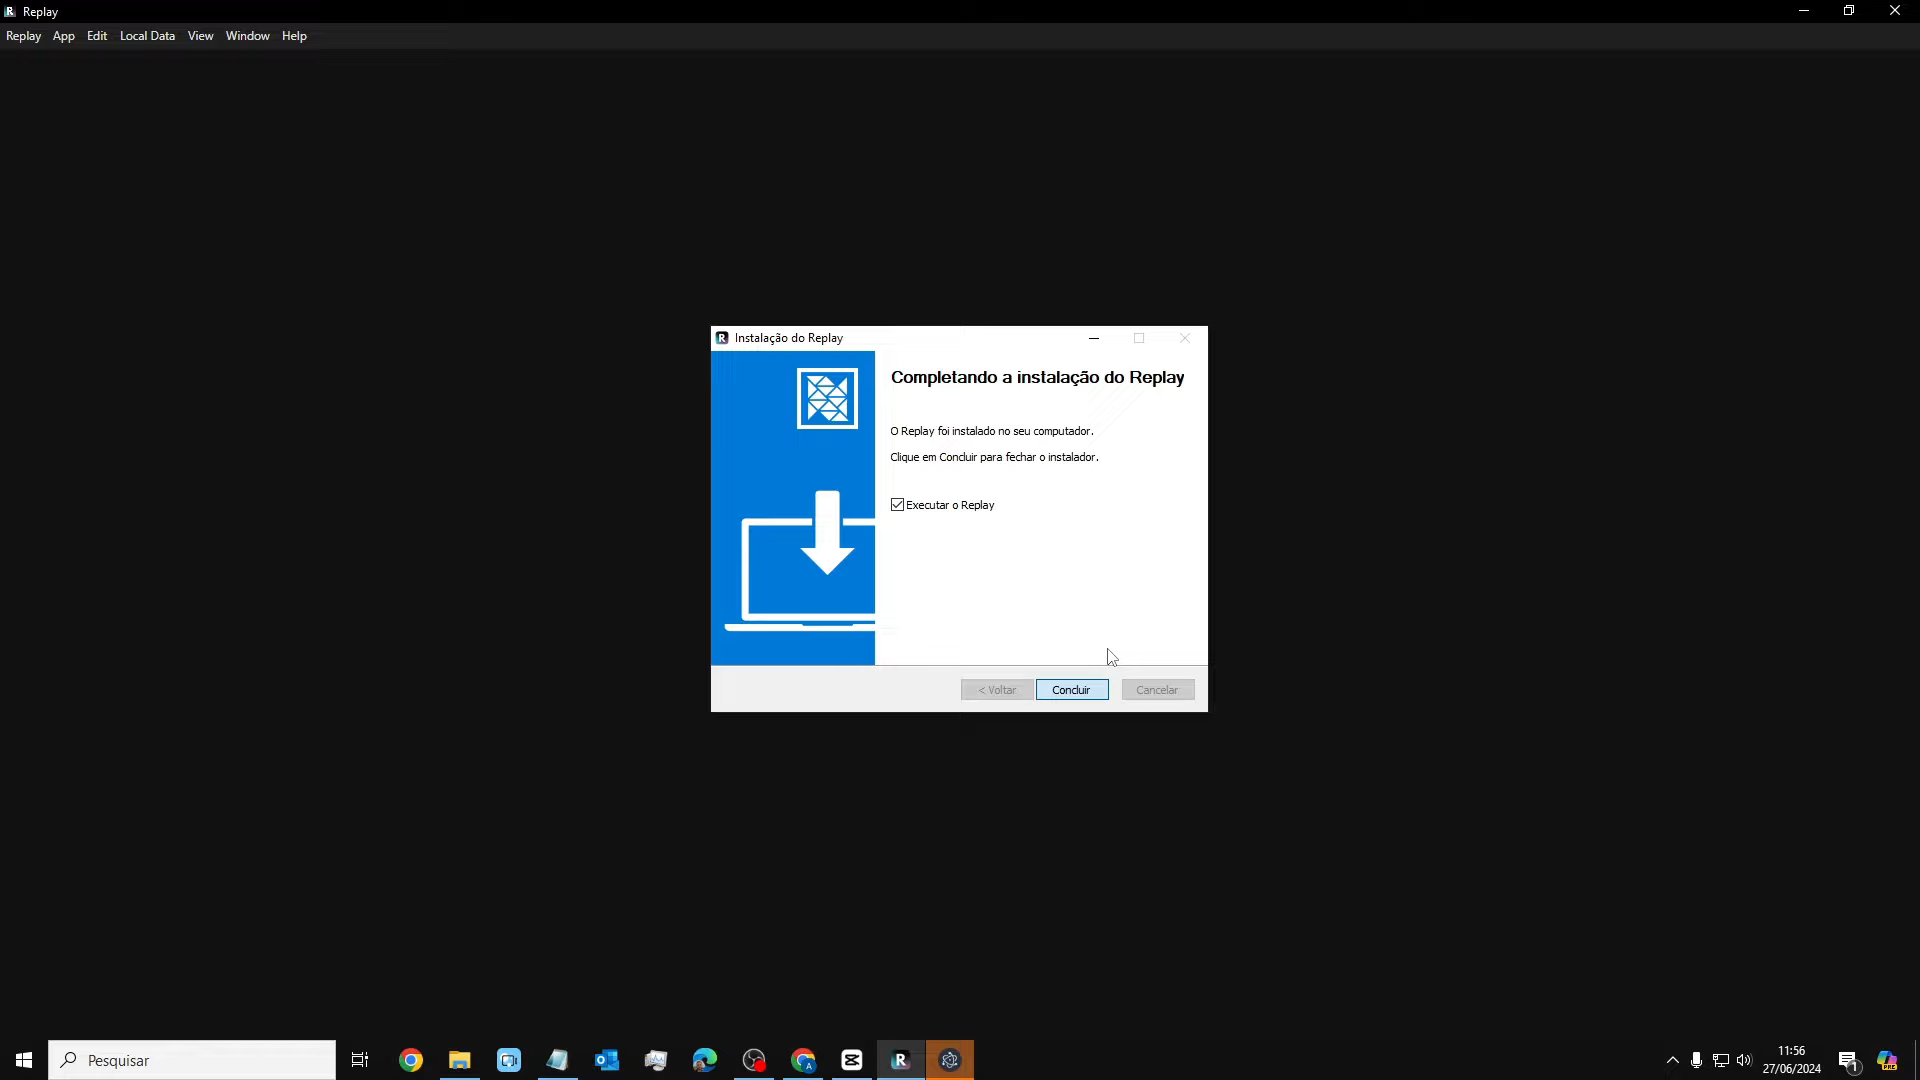 Replay
Replay App Edit Local Data View Window Help
Instalação do Replay
Completando a instalação do Replay
O Replay foi instalado no seu computador.
Clique em Concluir para fechar o instalador.
Executar o Replay
< Voltar Concluir Cancelar
Pesquisar
11:56
27/06/2024
1